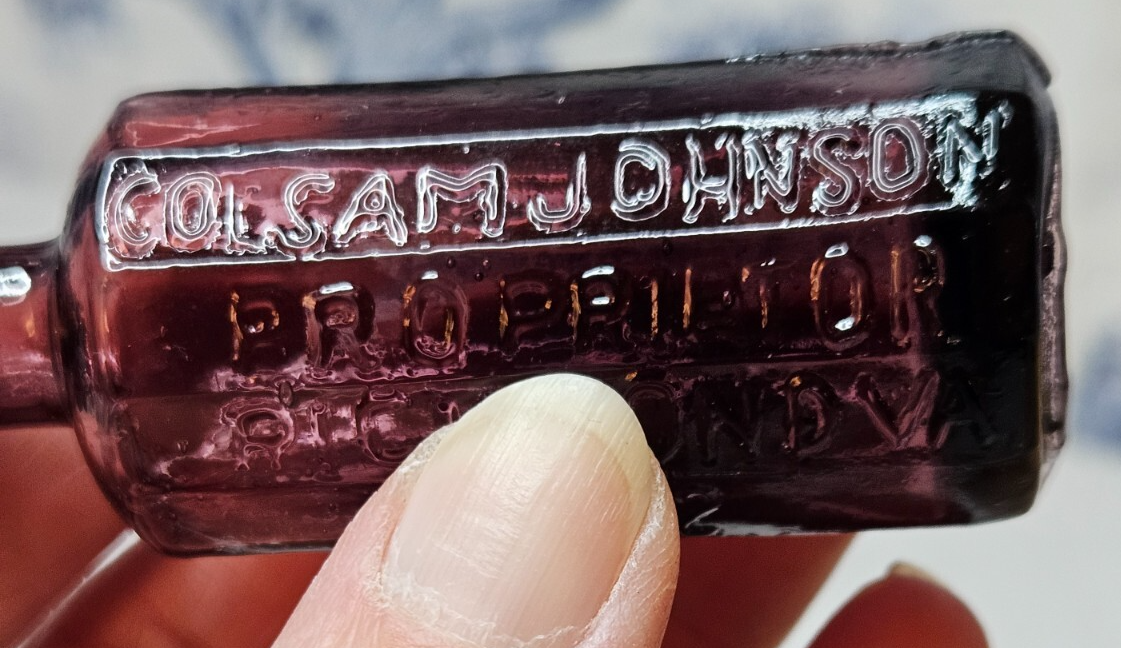 COL SAM JOHNSON
PROPRIETOR
VA